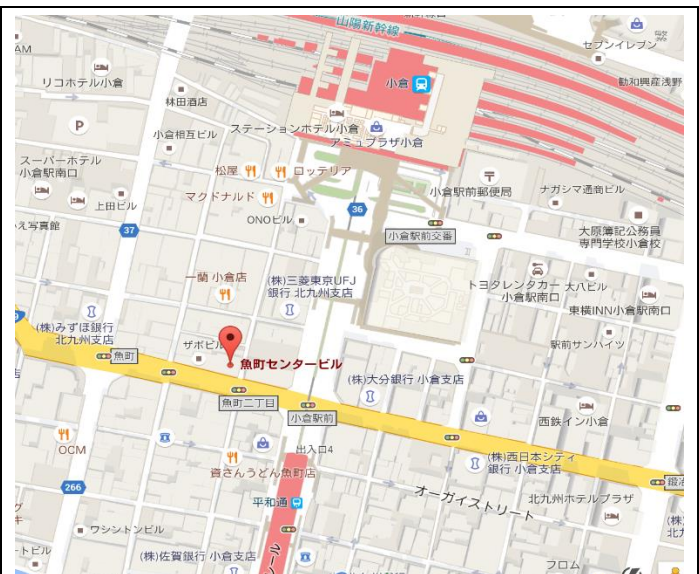 山陽新幹線
セブンイレブン
AM
リコホテル小倉
小倉
勤和興産浅野
林田酒店
P
小倉相互ビル
ステーションホテル小倉
アミュプラザ小倉
スーパーホテル
小倉駅南口
松屋
ロッテリア
上田ビル
マクドナルド
小倉駅前郵便局
ナガシマ通商ビル
え写真館
37
ONOビル
36
小倉駅前交番
大原簿記公務員
専門学校小倉校
一蘭 小倉店
(株)三菱東京UFJ
銀行 北九州支店
トヨタレンタカー
小倉駅南口
大八ビル
東横INN小倉駅南口
(株)みずほ銀行
北九州支店
ザボビル
魚町
魚町センタービル
駅前サンハイツ
(株)大分銀行 小倉支店
魚町二丁目
小倉駅前
西鉄イン小倉
OCM
出入口4
資さんうどん魚町店
(株)西日本シティ
銀行 小倉支店
266
平和通
オーガイストリート
北九州ホテルプラザ
ワシントンビル
(株)佐賀銀行 小倉支店
フロム